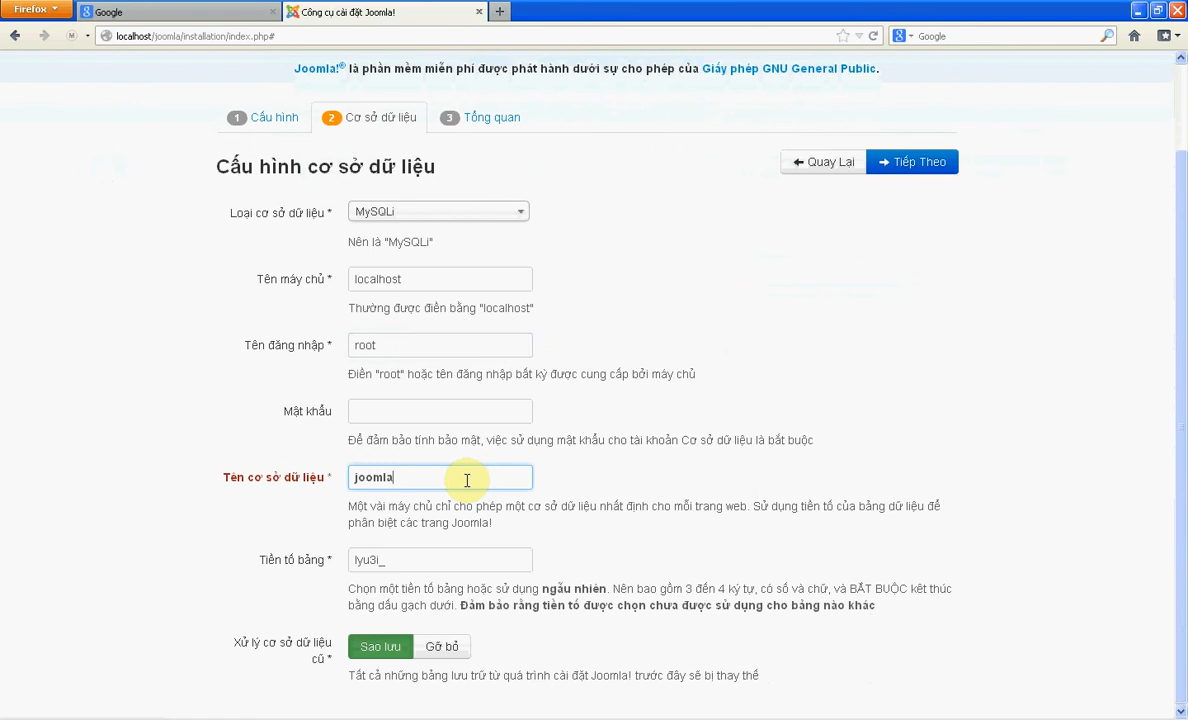 Firefox
Google
Công cụ cài đặt Joomla!
localhost/joomla/installation/index.php#
Google
Joomla!® là phần mềm miễn phí được phát hành dưới sự cho phép của Giấy phép GNU General Public.
1 Cấu hình
2 Cơ sở dữ liệu
3 Tổng quan
Cấu hình cơ sở dữ liệu
Quay Lại
Tiếp Theo
Loại cơ sở dữ liệu *
MySQLi
Nên là "MySQLi"
Tên máy chủ *
localhost
Thường được điền bằng "localhost"
Tên đăng nhập *
root
Điền "root" hoặc tên đăng nhập bất kỳ được cung cấp bởi máy chủ
Mật khẩu
Để đảm bảo tính bảo mật, việc sử dụng mật khẩu cho tài khoản Cơ sở dữ liệu là bắt buộc
Tên cơ sở dữ liệu *
joomla
Một vài máy chủ chỉ cho phép một cơ sở dữ liệu nhất định cho mỗi trang web. Sử dụng tiền tố của bảng dữ liệu để
phân biệt các trang Joomla!
Tiền tố bảng *
lyu3i_
Chọn một tiền tố bảng hoặc sử dụng ngẫu nhiên. Nên bao gồm 3 đến 4 ký tự, có số và chữ, và BẮT BUỘC kêt thúc
bằng dấu gạch dưới. Đảm bảo rằng tiền tố được chọn chưa được sử dụng cho bảng nào khác
Xử lý cơ sở dữ liệu
cũ *
Sao lưu
Gỡ bỏ
Tất cả những bảng lưu trữ từ quá trình cài đặt Joomla! trước đây sẽ bị thay thế